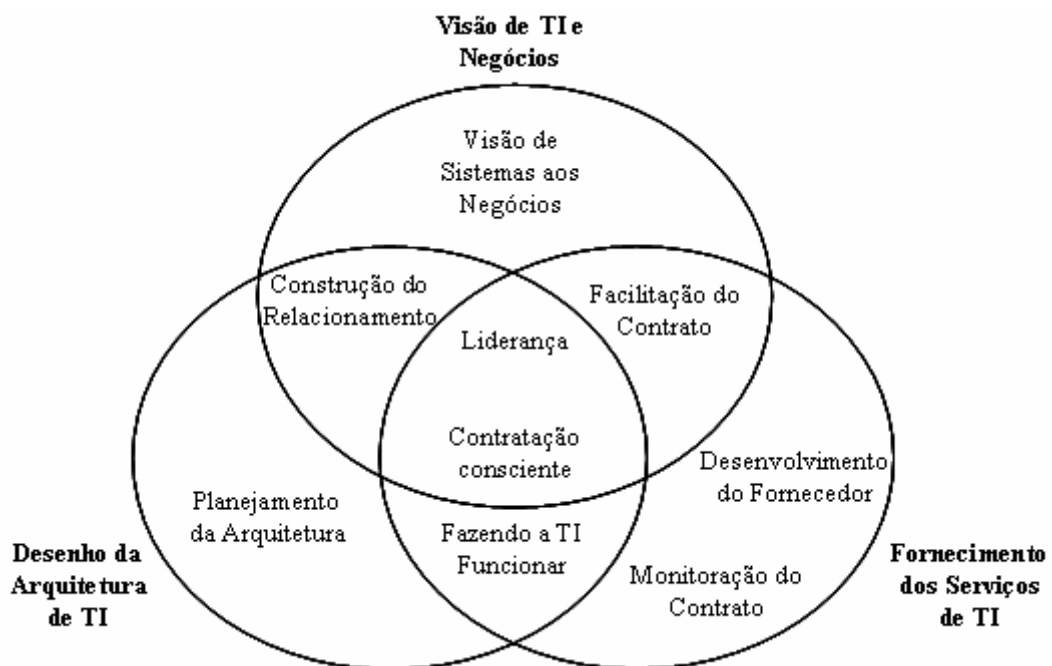 Visão de TI e
Negócios
Visão de
Sistemas aos
Negócios
Construção do
Relacionamento
Facilitação do
Contrato
Liderança
Contratação
consciente
Desenvolvimento
do Fornecedor
Planejamento
da Arquitetura
Fazendo a TI
Funcionar
Monitoração do
Contrato
Desenho da
Arquitetura
de TI
Fornecimento
dos Serviços
de TI